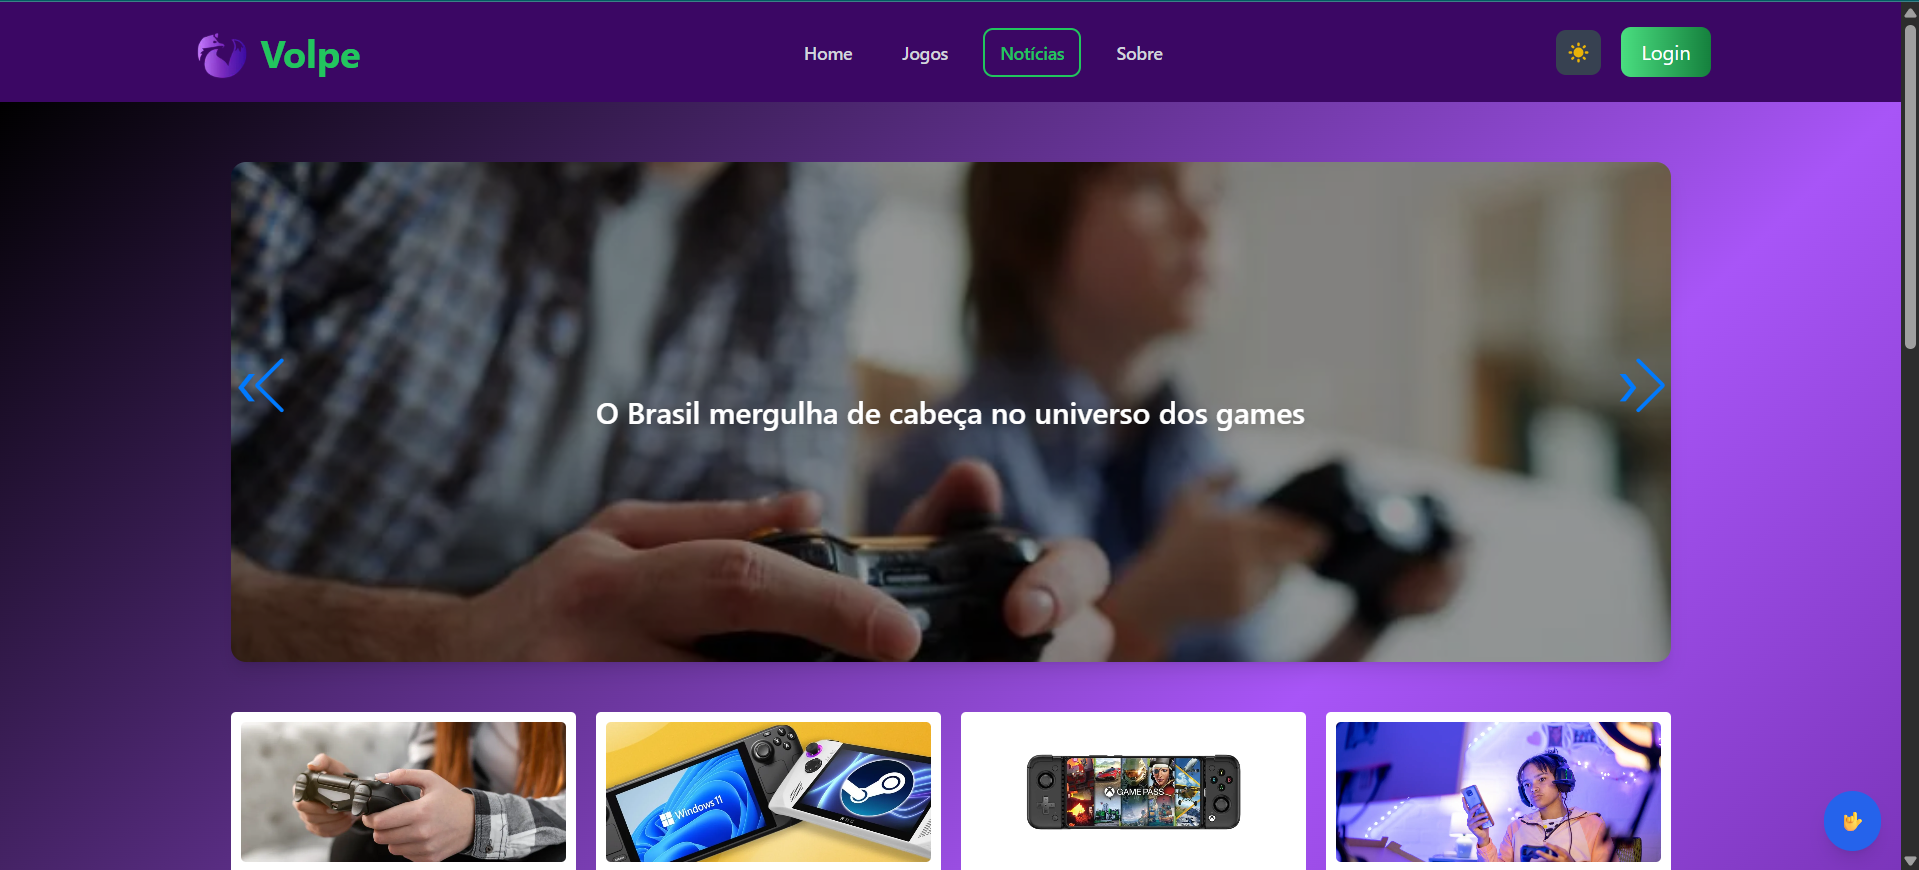 Volpe
Home
Jogos
Notícias
Sobre
Login
O Brasil mergulha de cabeça no universo dos games
Windows 11
GAME PASS